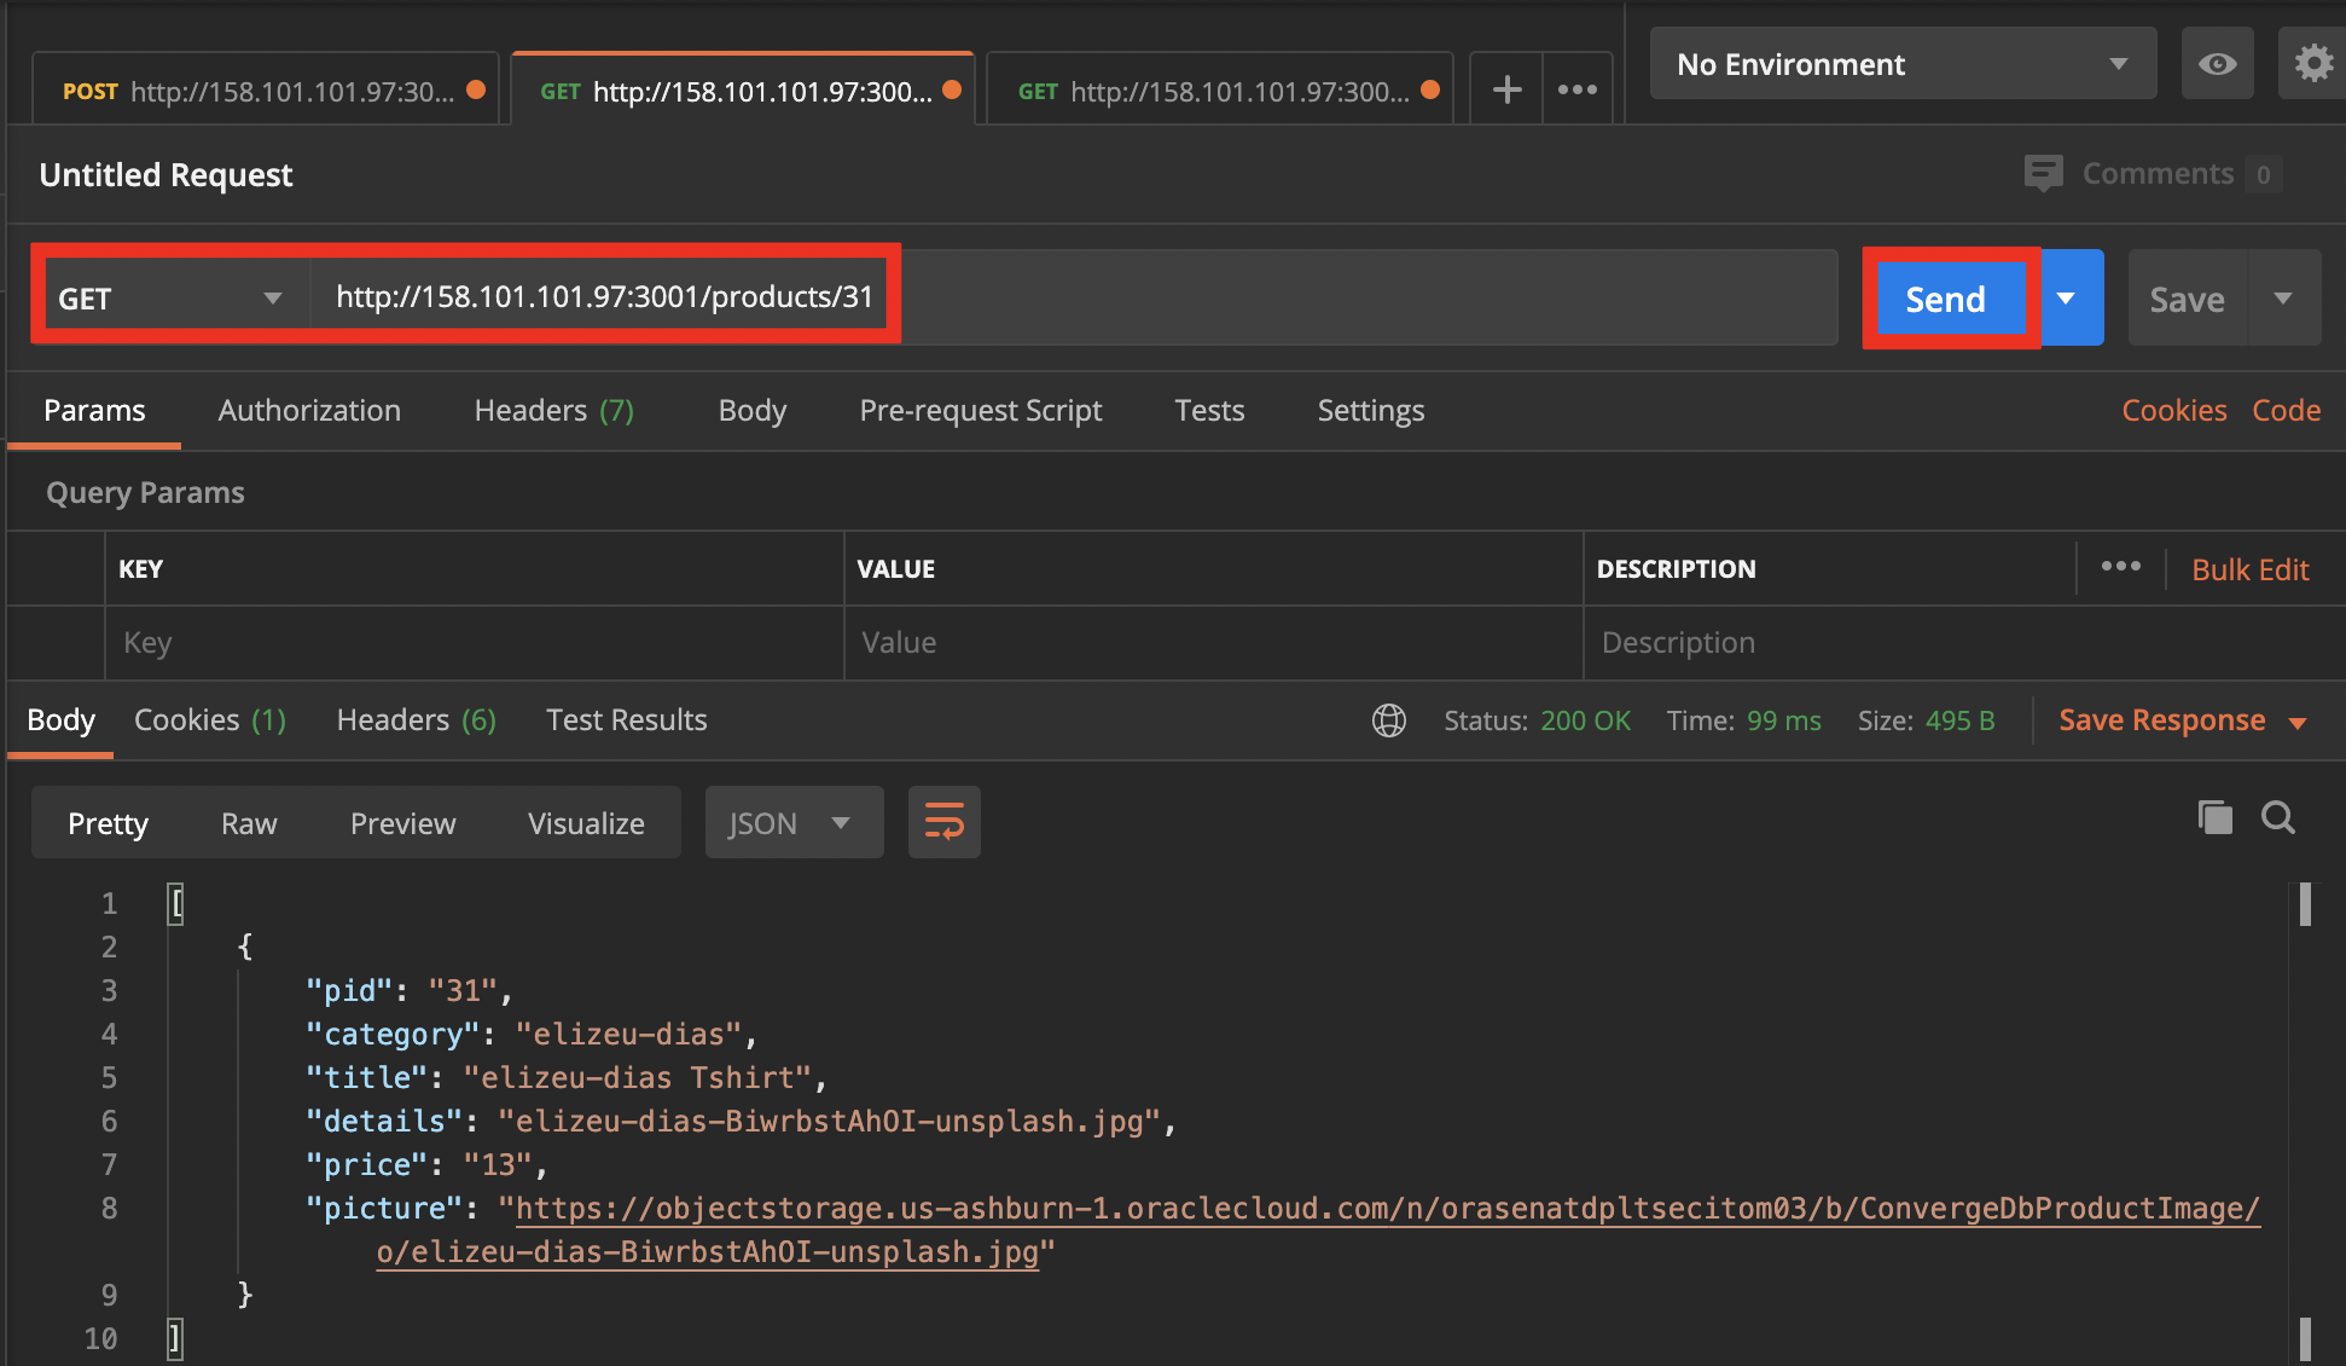 POST http://158.101.101.97:30...
GET http://158.101.101.97:300...
GET http://158.101.101.97:300...
No Environment
Untitled Request
Comments 0
GET http://158.101.101.97:3001/products/31
Send
Save
Params Authorization Headers (7) Body Pre-request Script Tests Settings Cookies Code
Query Params
KEY VALUE DESCRIPTION Bulk Edit
Key Value Description
Body Cookies (1) Headers (6) Test Results Status: 200 OK Time: 99 ms Size: 495 B Save Response
Pretty Raw Preview Visualize JSON
1 [
2 {
3 "pid": "31",
4 "category": "elizeu-dias",
5 "title": "elizeu-dias Tshirt",
6 "details": "elizeu-dias-BiwrbstAhOI-unsplash.jpg",
7 "price": "13",
8 "picture": "https://objectstorage.us-ashburn-1.oraclecloud.com/n/orasenatdpltsecitom03/b/ConvergeDbProductImage/
o/elizeu-dias-BiwrbstAhOI-unsplash.jpg"
9 }
10 ]